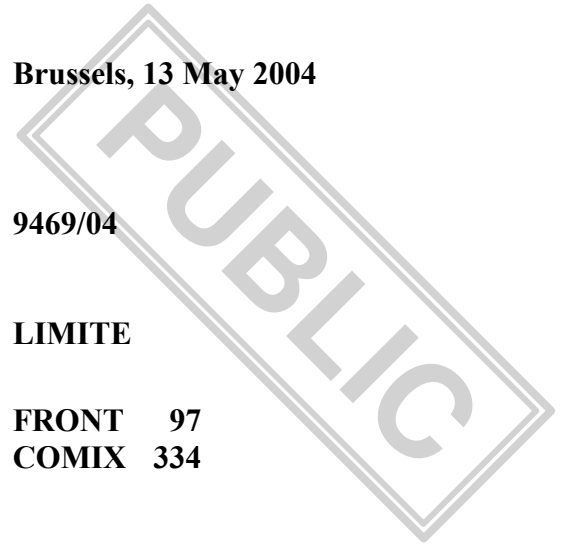 Brussels, 13 May 2004
9469/04
LIMITE
FRONT 97
COMIX 334
PUBLIC